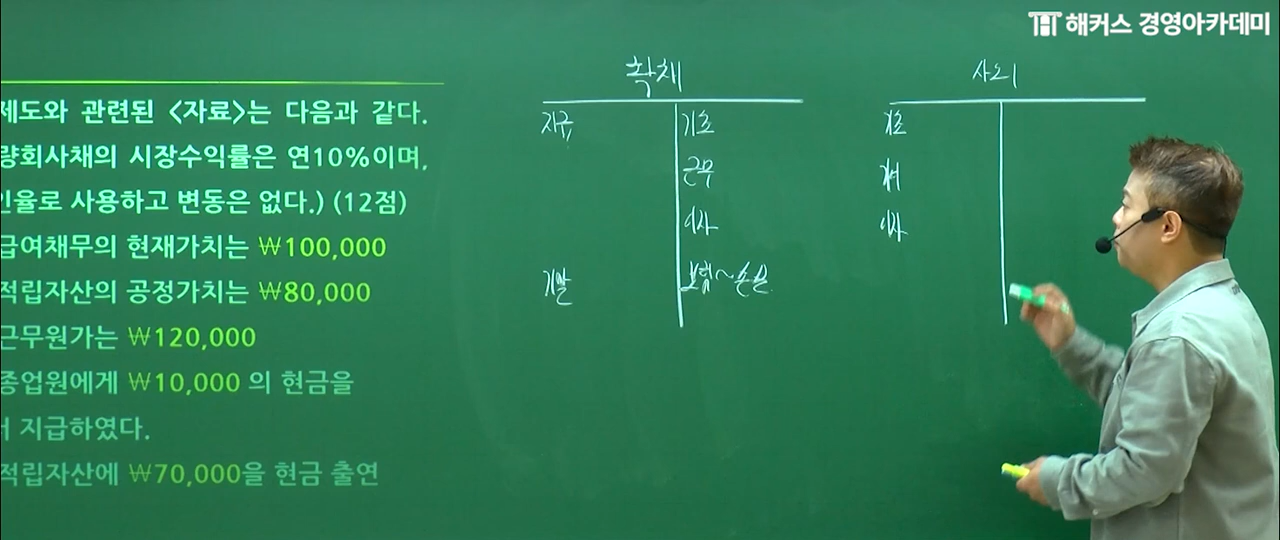 해커스 경영아카데미
제도와 관련된 <자료>는 다음과 같다.
량회사채의 시장수익률은 연10%이며,
인율로 사용하고 변동은 없다.) (12점)
급여채무의 현재가치는 ₩100,000
적립자산의 공정가치는 ₩80,000
근무원가는 ₩120,000
종업원에게 ₩10,000 의 현금을
지급하였다.
적립자산에 ₩70,000을 현금 출연
확채
지급 기초
근무
이자
기말 보험~손실
사외
기초
이자